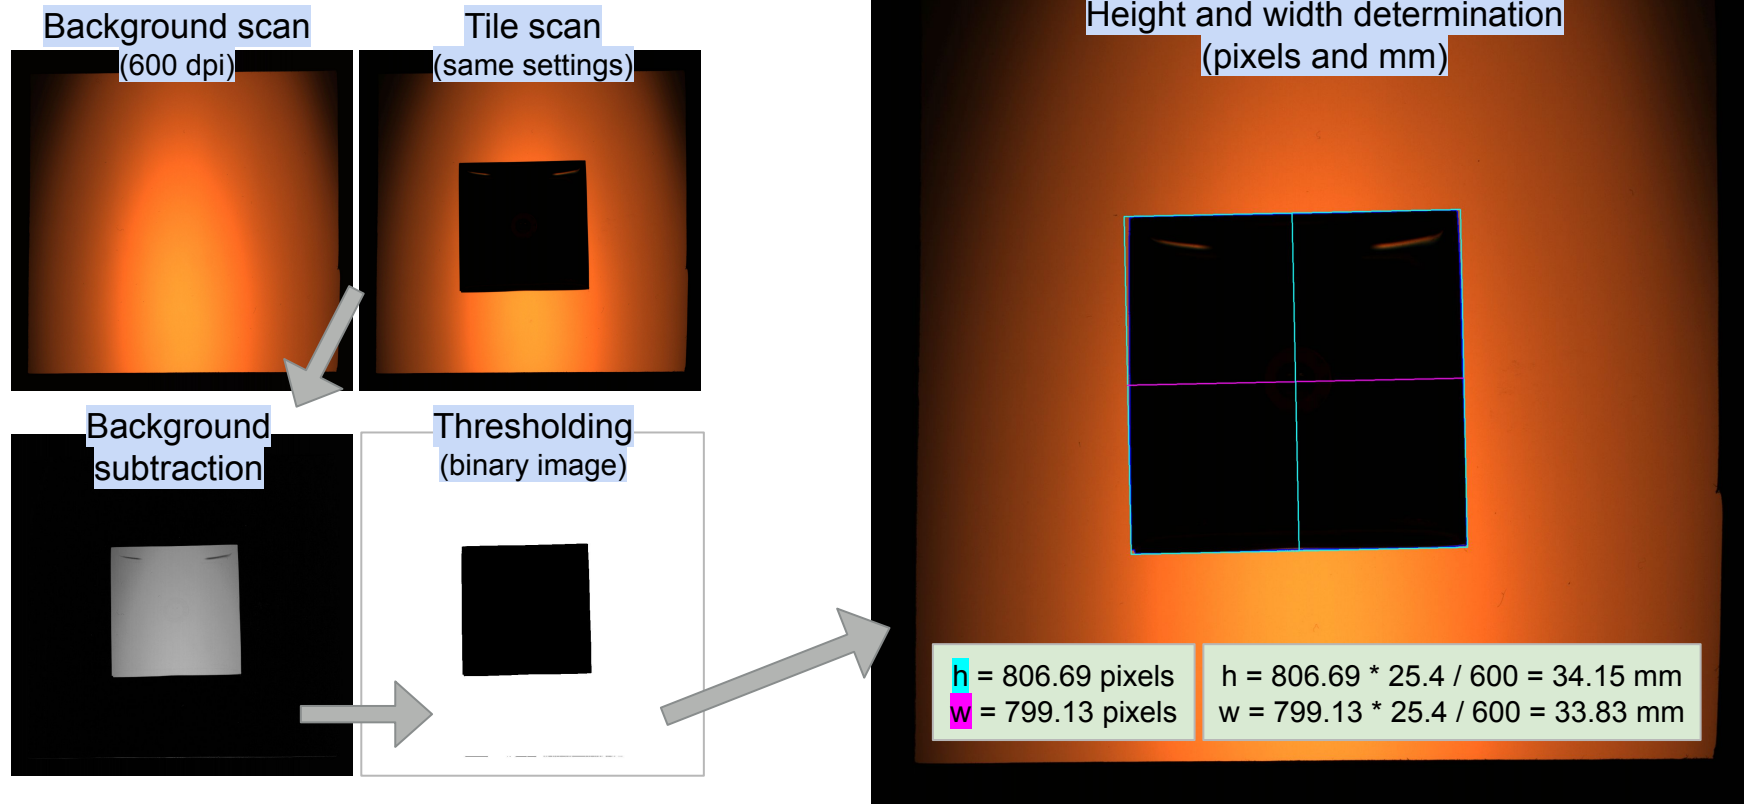 Background scan
(600 dpi)
Tile scan
(same settings)
Background
subtraction
Thresholding
(binary image)
Height and width determination
(pixels and mm)
h = 806.69 pixels
w = 799.13 pixels
h = 806.69 * 25.4 / 600 = 34.15 mm
w = 799.13 * 25.4 / 600 = 33.83 mm